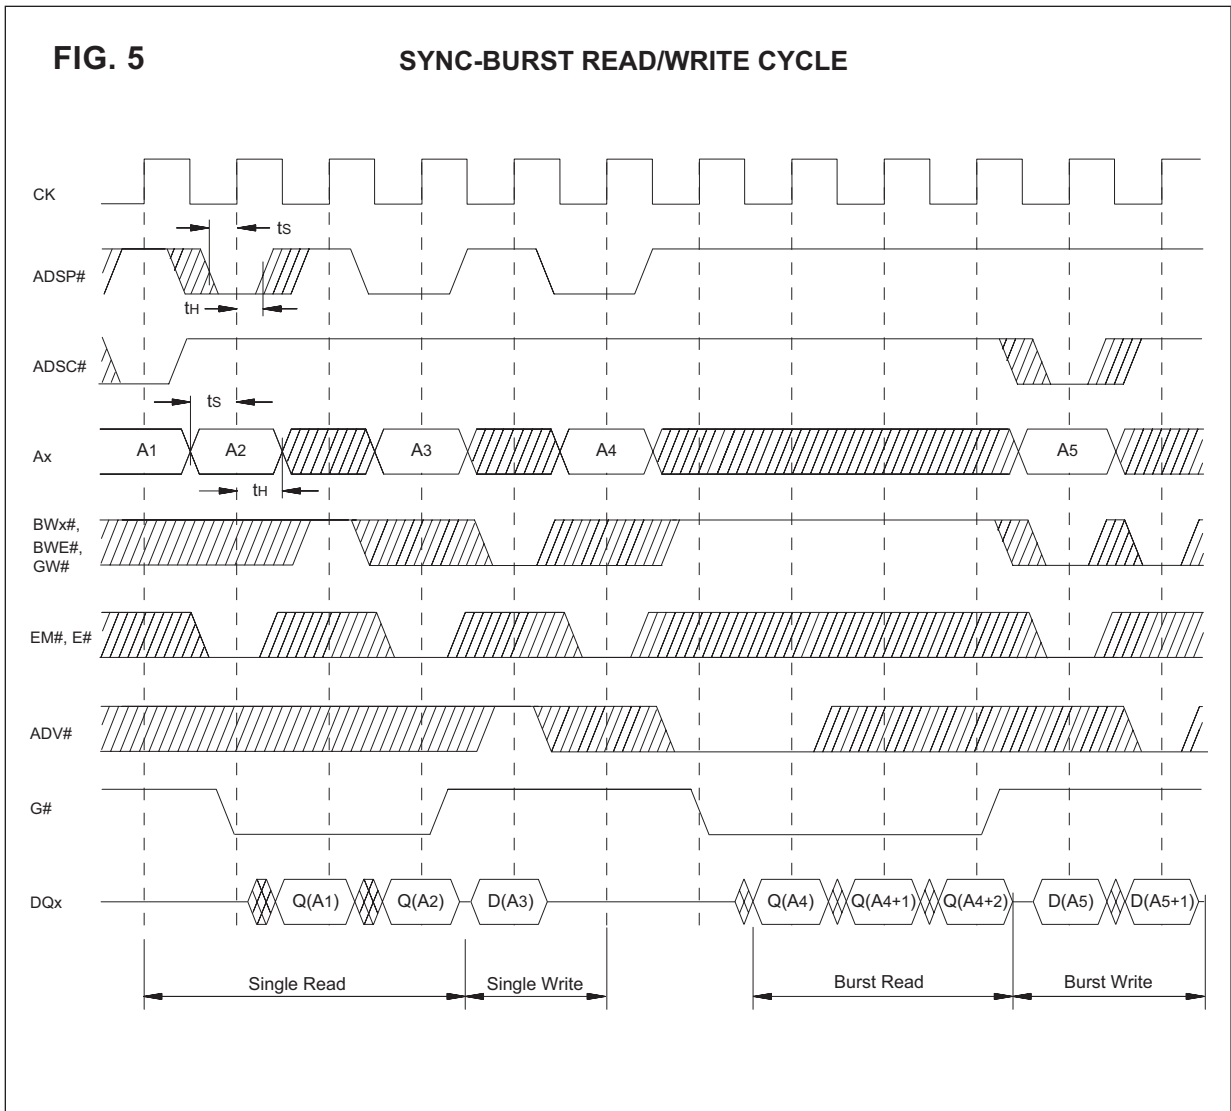 FIG. 5
SYNC-BURST READ/WRITE CYCLE
CK
tS
ADSP#
tH
ADSC#
tS
Ax
A1
A2
A3
A4
A5
tH
BWx#,
BWE#,
GW#
EM#, E#
ADV#
G#
DQx
Q(A1)
Q(A2)
D(A3)
Q(A4)
Q(A4+1)
Q(A4+2)
D(A5)
D(A5+1)
Single Read
Single Write
Burst Read
Burst Write